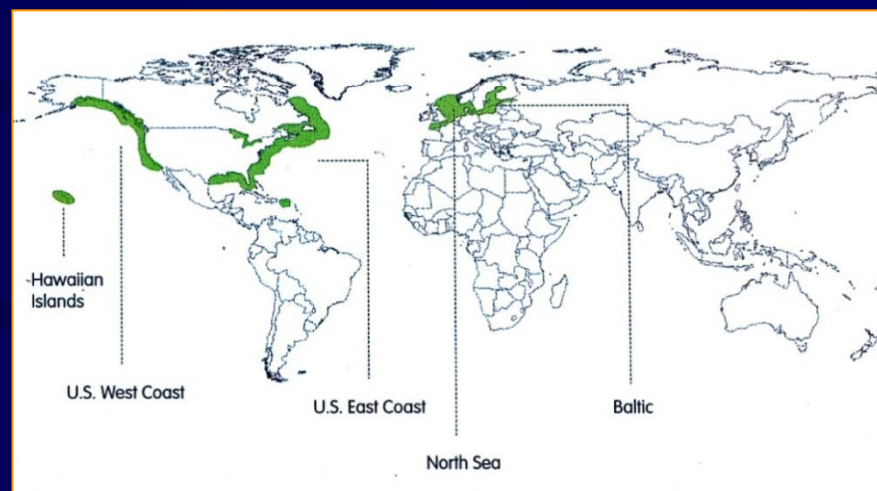 -Hawaiian
Islands
U.S. West Coast
U.S. East Coast
Baltic
North Sea